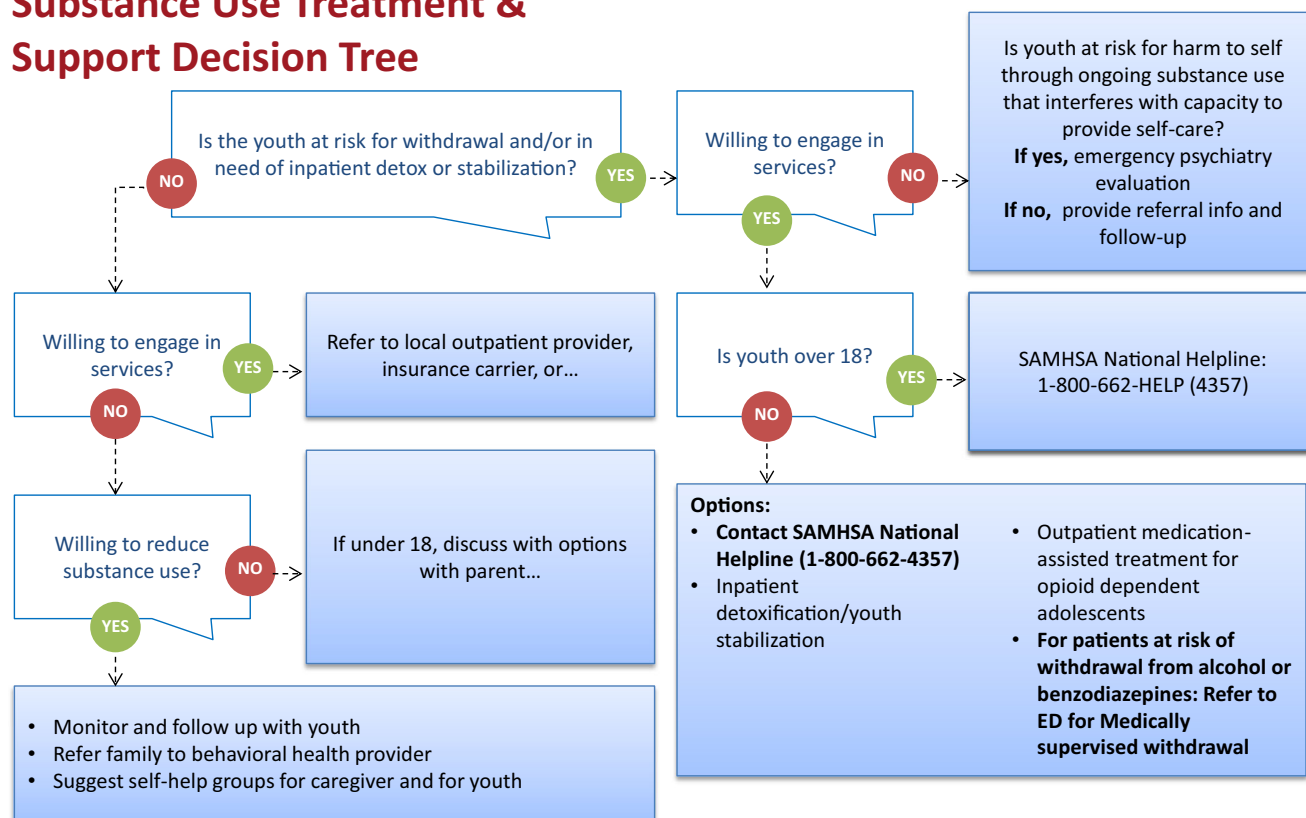 Substance Use Treatment &
Support Decision Tree
Is the youth at risk for withdrawal and/or in
need of inpatient detox or stabilization?
NO
YES
Willing to engage in
services?
NO
YES
Is youth at risk for harm to self
through ongoing substance use
that interferes with capacity to
provide self-care?
If yes, emergency psychiatry
evaluation
If no, provide referral info and
follow-up
Willing to engage in
services?
YES
NO
Refer to local outpatient provider,
insurance carrier, or…
Is youth over 18?
YES
NO
SAMHSA National Helpline:
1-800-662-HELP (4357)
Willing to reduce
substance use?
NO
YES
If under 18, discuss with options
with parent…
Options:
• Contact SAMHSA National
Helpline (1-800-662-4357)
• Inpatient
detoxification/youth
stabilization
• Outpatient medication-
assisted treatment for
opioid dependent
adolescents
• For patients at risk of
withdrawal from alcohol or
benzodiazepines: Refer to
ED for Medically
supervised withdrawal
• Monitor and follow up with youth
• Refer family to behavioral health provider
• Suggest self-help groups for caregiver and for youth